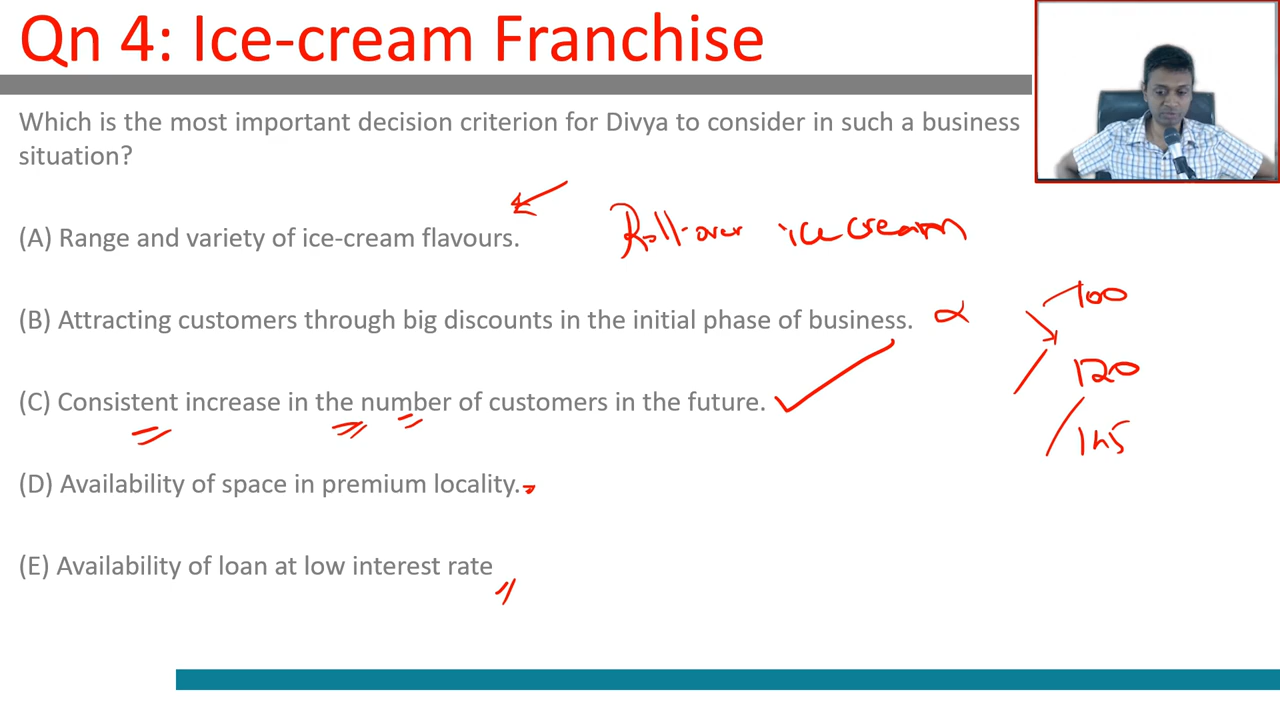 Qn 4: Ice-cream Franchise
Which is the most important decision criterion for Divya to consider in such a business
situation?
(A) Range and variety of ice-cream flavours.
Roll-over ice cream
(B) Attracting customers through big discounts in the initial phase of business.
100
120
(C) Consistent increase in the number of customers in the future.
145
(D) Availability of space in premium locality.
(E) Availability of loan at low interest rate